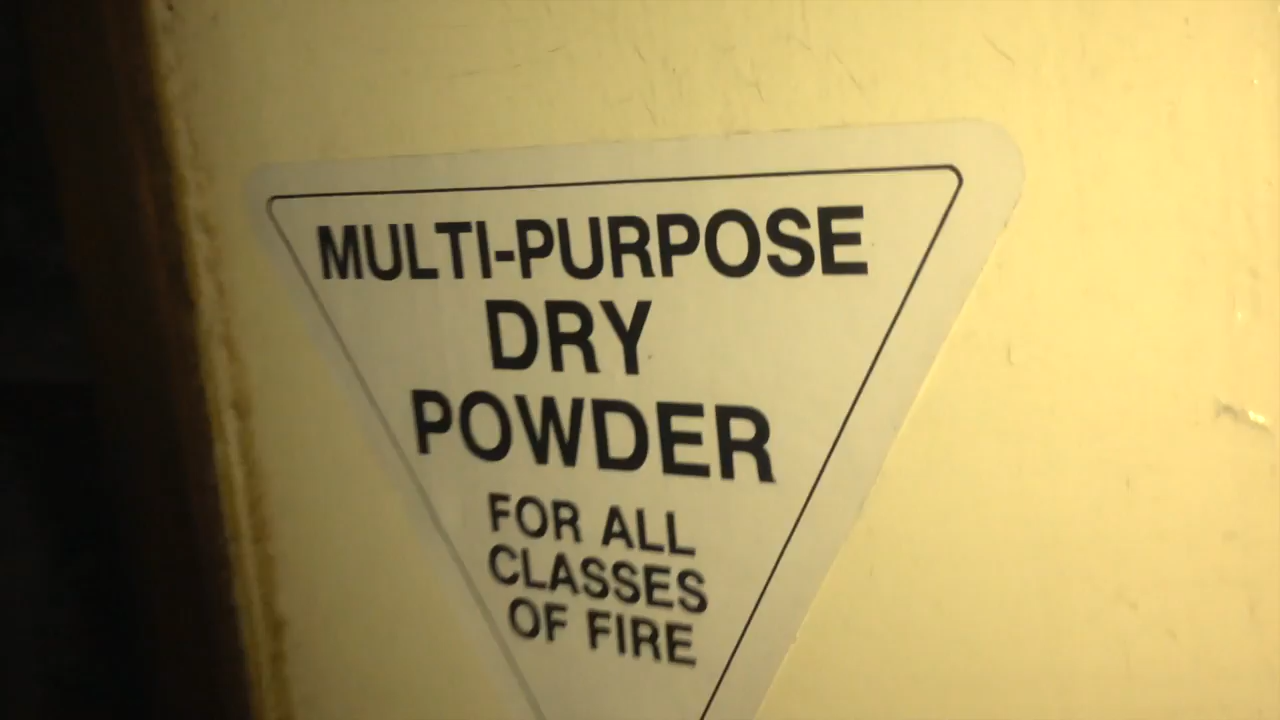 MULTI-PURPOSE
DRY
POWDER
FOR ALL
CLASSES
OF FIRE